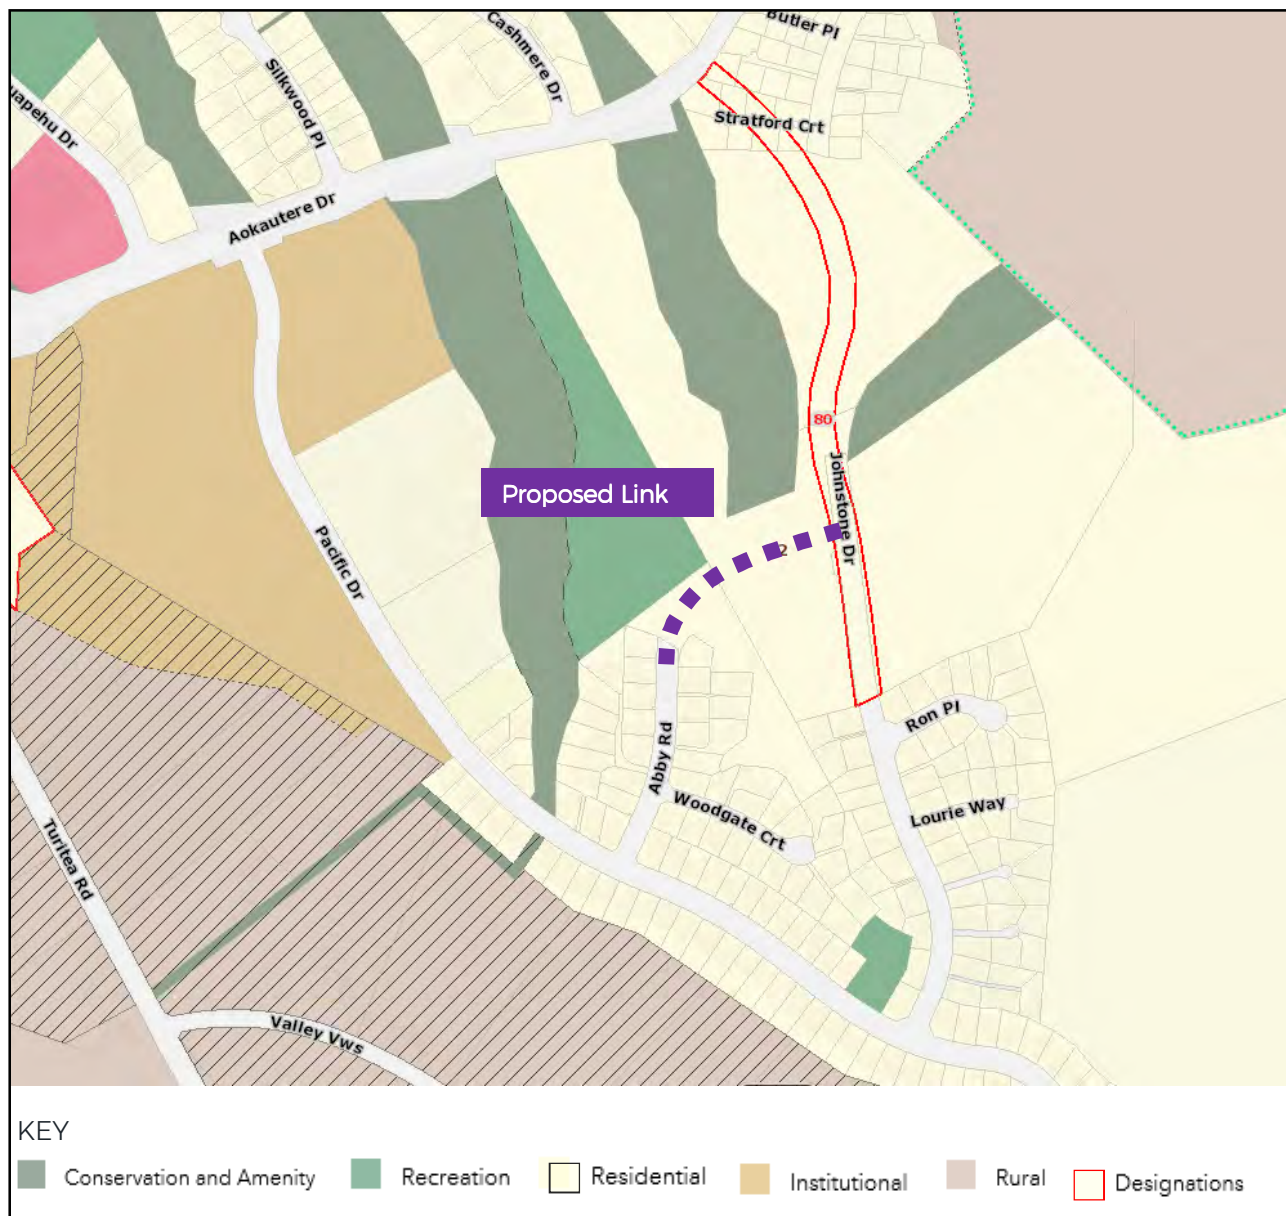 Butler Pl
Cashmere Dr
Silkwood Pl
uapehu Dr
Stratford Crt
Aokautere Dr
80
Johnstone Dr
Proposed Link
2
Pacific Dr
Abby Rd
Ron Pl
Woodgate Crt
Lourie Way
Turitea Rd
Valley Vws
KEY
Conservation and Amenity Recreation Residential Institutional Rural Designations